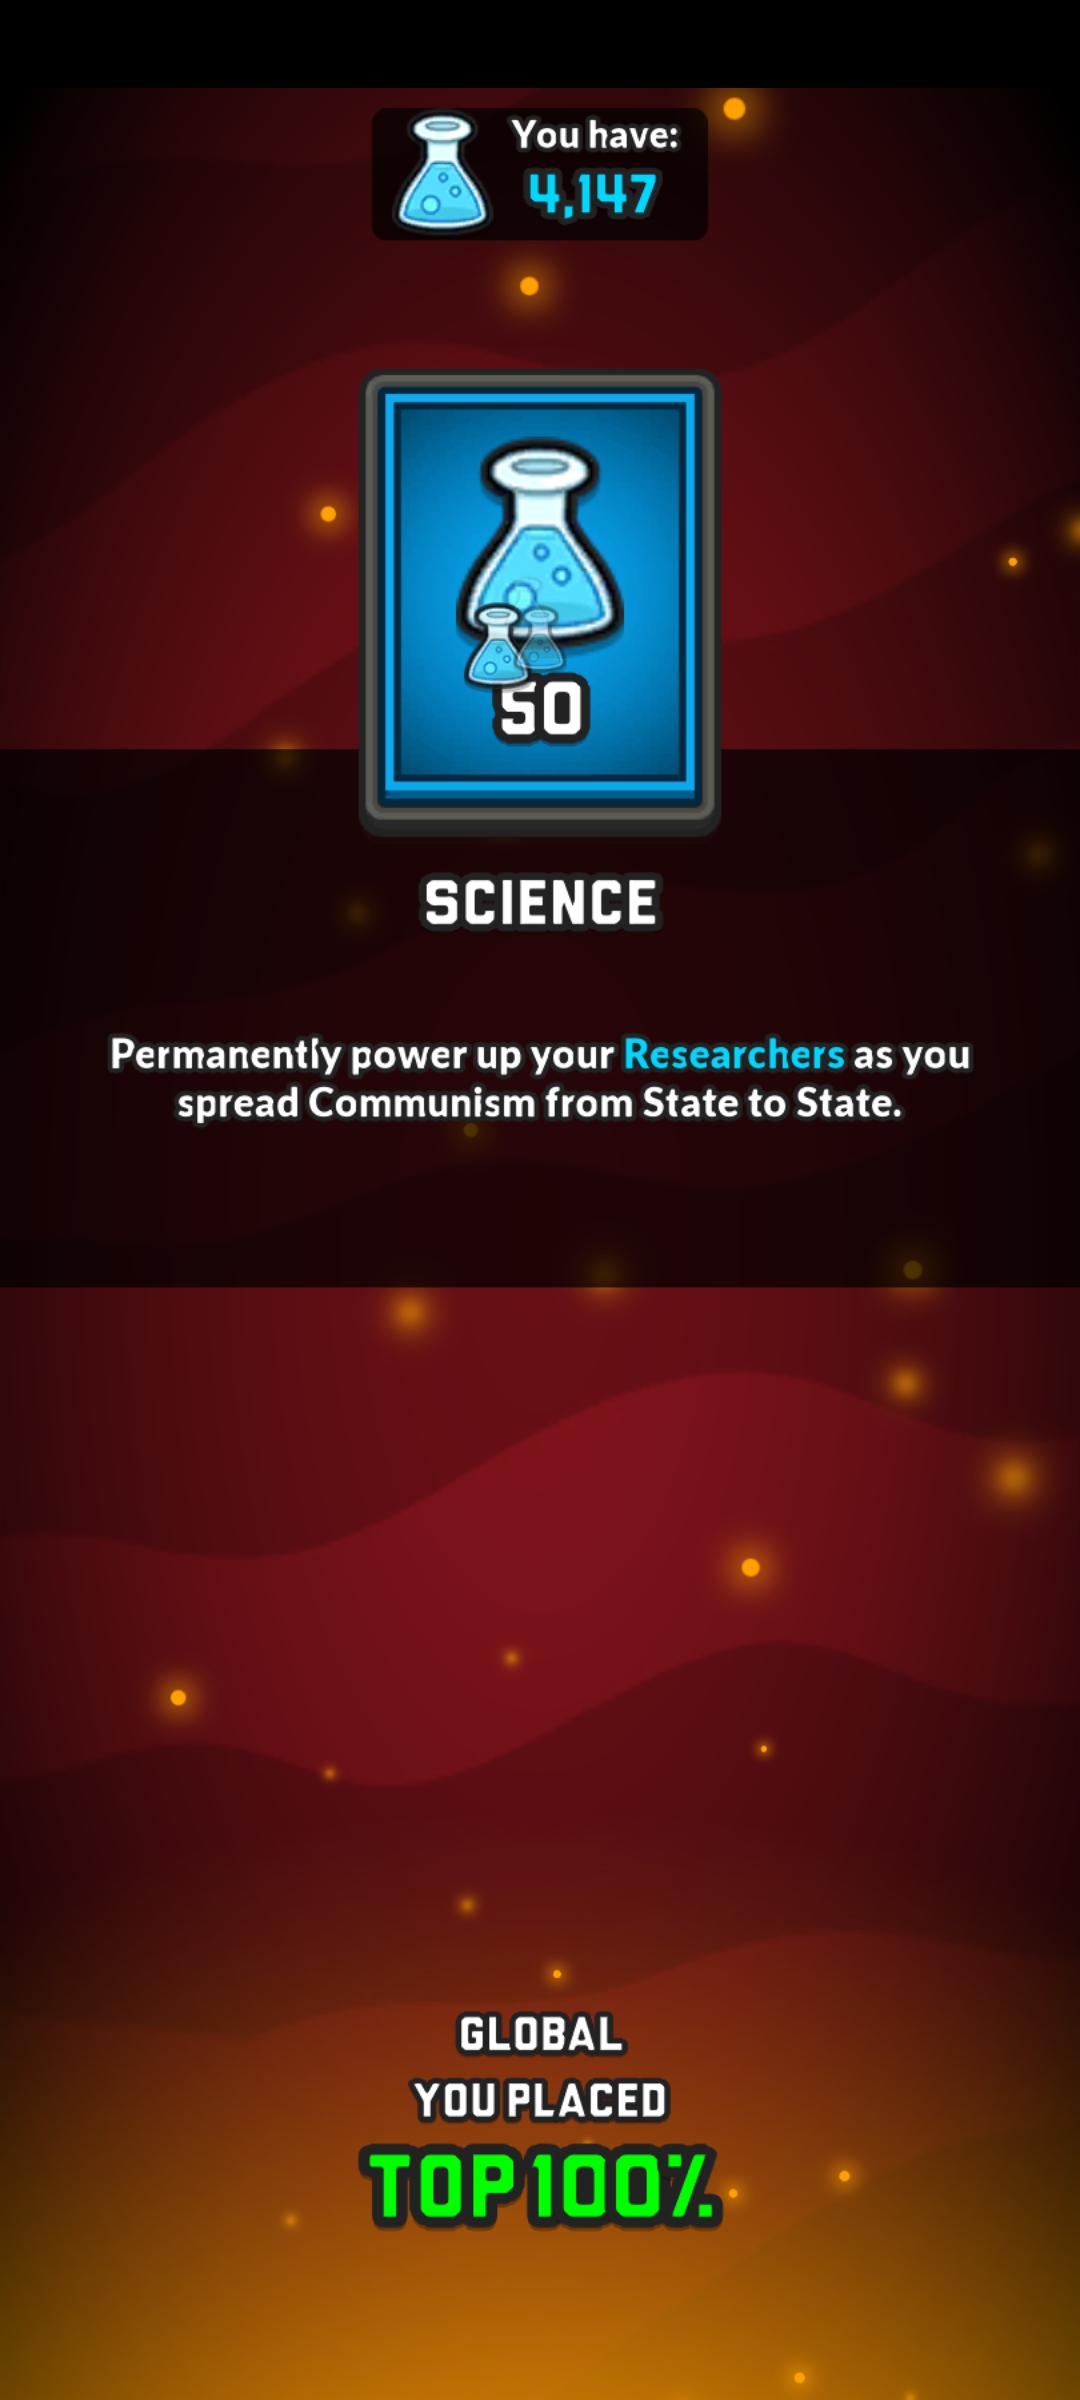 You have:
4,147
50
SCIENCE
Permanently power up your Researchers as you
spread Communism from State to State.
GLOBAL
YOU PLACED
TOP 100%